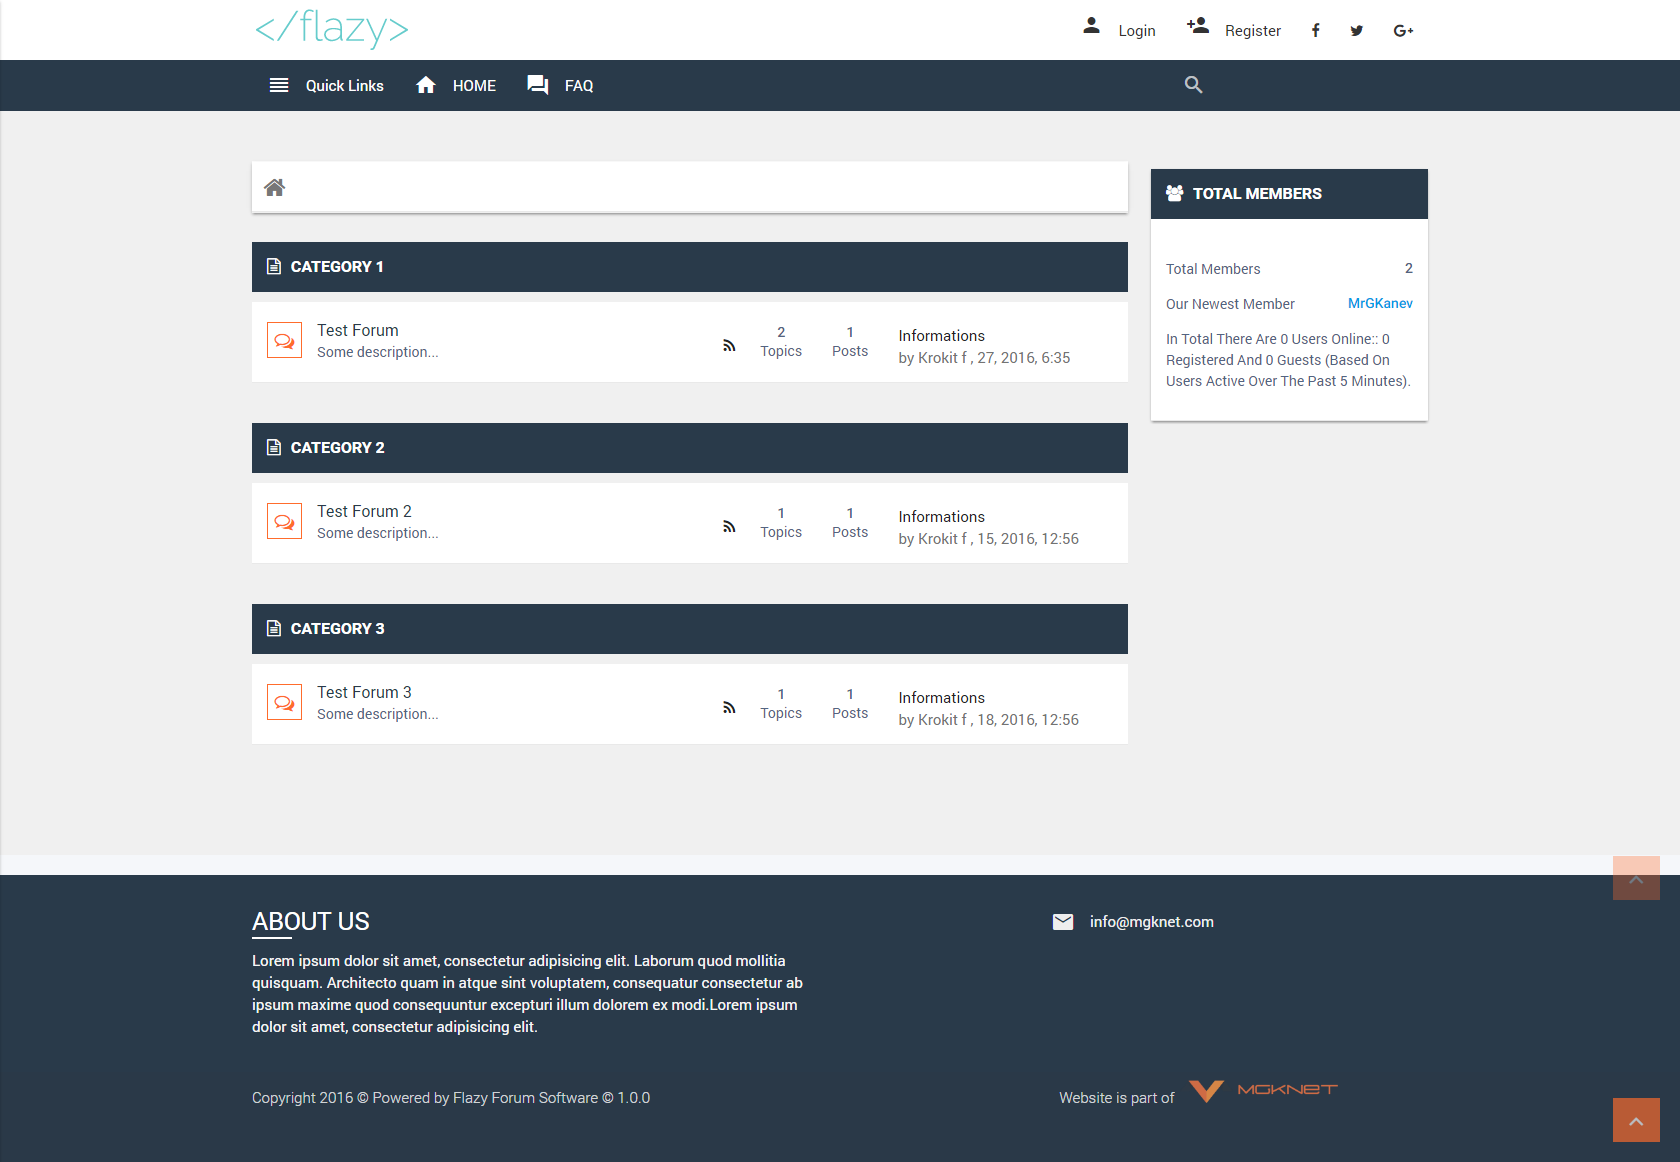 </flazy>
Login
Register
Quick Links
HOME
FAQ
CATEGORY 1
Test Forum
Some description...
2
Topics
1
Posts
Informations
by Krokit f , 27, 2016, 6:35
CATEGORY 2
Test Forum 2
Some description...
1
Topics
1
Posts
Informations
by Krokit f , 15, 2016, 12:56
CATEGORY 3
Test Forum 3
Some description...
1
Topics
1
Posts
Informations
by Krokit f , 18, 2016, 12:56
TOTAL MEMBERS
Total Members 2
Our Newest Member MrGKanev
In Total There Are 0 Users Online:: 0
Registered And 0 Guests (Based On
Users Active Over The Past 5 Minutes).
ABOUT US
Lorem ipsum dolor sit amet, consectetur adipisicing elit. Laborum quod mollitia
quisquam. Architecto quam in atque sint voluptatem, consequatur consectetur ab
ipsum maxime quod consequuntur excepturi illum dolorem ex modi.Lorem ipsum
dolor sit amet, consectetur adipisicing elit.
info@mgknet.com
Copyright 2016 © Powered by Flazy Forum Software © 1.0.0
Website is part of MGKNET